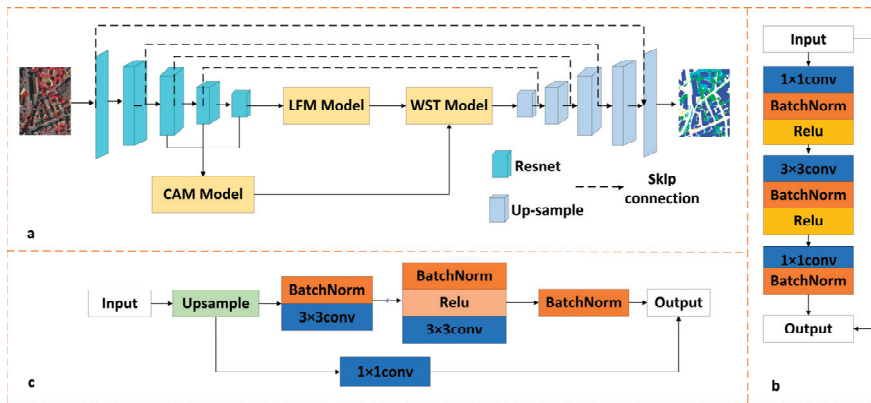 LFM Model
WST Model
CAM Model
Resnet
Up-sample
Skip
connection
a
Input
1×1conv
BatchNorm
Relu
3×3conv
BatchNorm
Relu
1×1conv
BatchNorm
Output
b
Input
Upsample
BatchNorm
3×3conv
BatchNorm
Relu
3×3conv
BatchNorm
Output
1×1conv
c